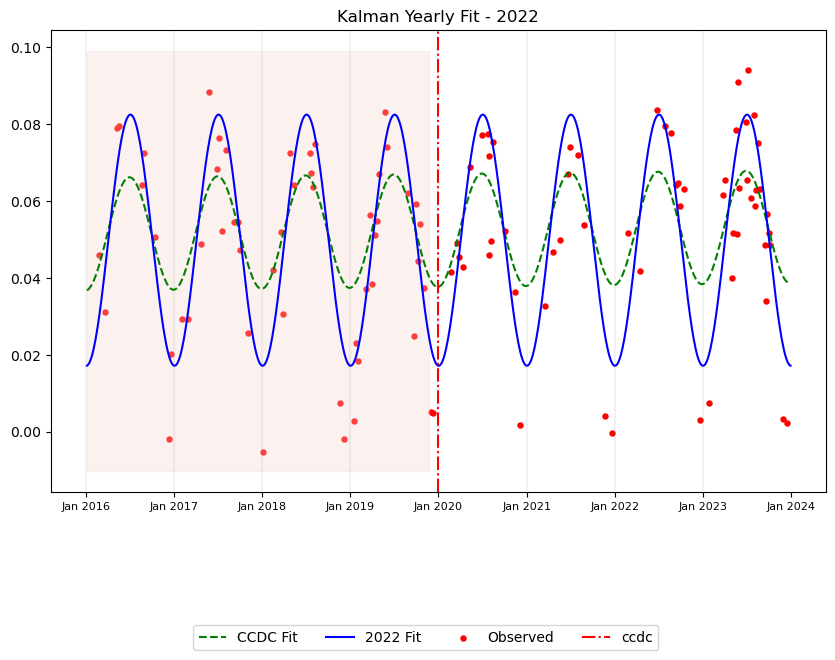 Kalman Yearly Fit - 2022
0.10
0.08
0.06
0.04
0.02
0.00
Jan 2016 Jan 2017 Jan 2018 Jan 2019 Jan 2020 Jan 2021 Jan 2022 Jan 2023 Jan 2024
CCDC Fit 2022 Fit Observed ccdc